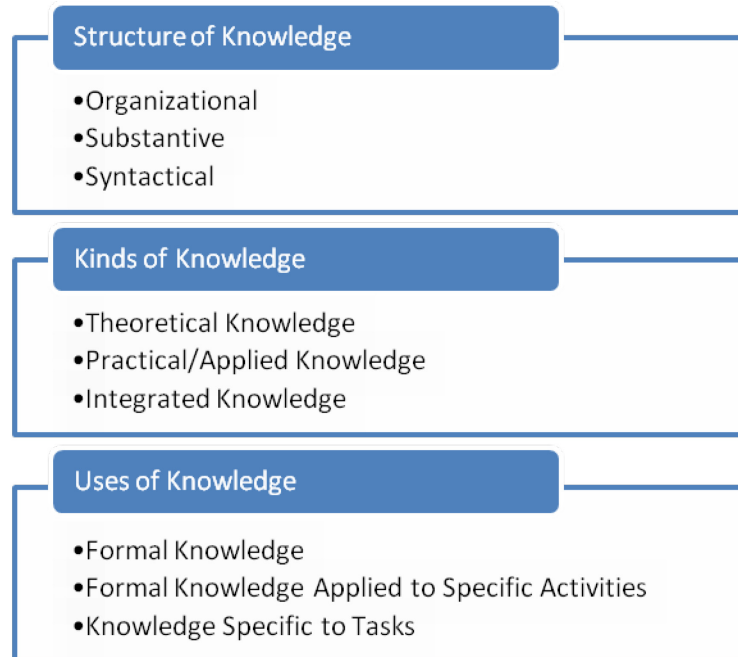 Structure of Knowledge
•Organizational
•Substantive
•Syntactical
Kinds of Knowledge
•Theoretical Knowledge
•Practical/Applied Knowledge
•Integrated Knowledge
Uses of Knowledge
•Formal Knowledge
•Formal Knowledge Applied to Specific Activities
•Knowledge Specific to Tasks